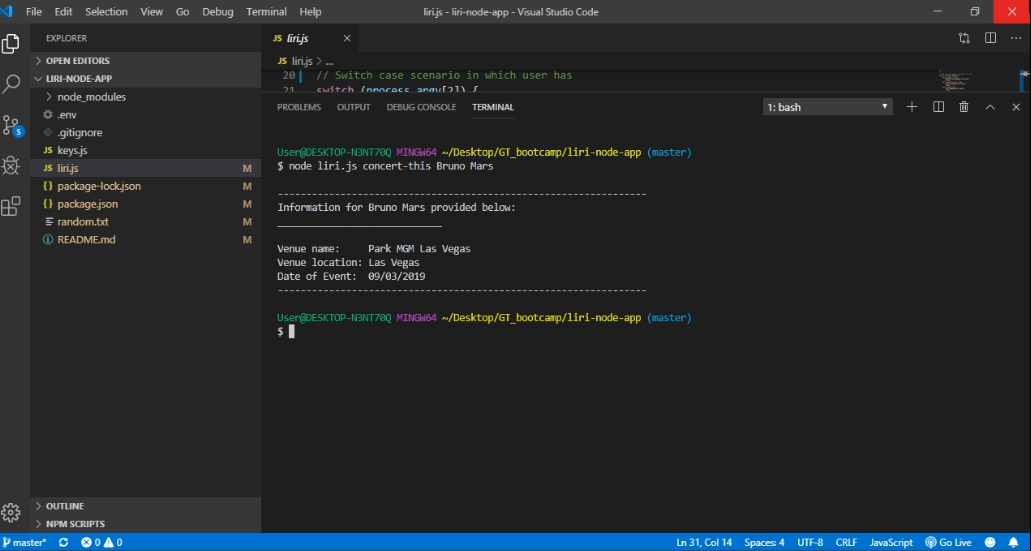 File Edit Selection View Go Debug Terminal Help liri.js - liri-node-app - Visual Studio Code
EXPLORER
OPEN EDITORS
LIRI-NODE-APP
node_modules
.env
.gitignore
JS keys.js
JS liri.js M
{} package-lock.json M
{} package.json M
random.txt M
README.md M
OUTLINE
NPM SCRIPTS
JS liri.js
JS liri.js > ...
20 // Switch case scenario in which user has
21 switch (process.argv[2]) {
PROBLEMS OUTPUT DEBUG CONSOLE TERMINAL 1: bash
User@DESKTOP-N3NT70Q MINGW64 ~/Desktop/GT_bootcamp/liri-node-app (master)
$ node liri.js concert-this Bruno Mars
-----------------------------------------------------------------
Information for Bruno Mars provided below:
_____________________________
Venue name: Park MGM Las Vegas
Venue location: Las Vegas
Date of Event: 09/03/2019
-----------------------------------------------------------------
User@DESKTOP-N3NT70Q MINGW64 ~/Desktop/GT_bootcamp/liri-node-app (master)
$
5
master* 0 0 Ln 31, Col 14 Spaces: 4 UTF-8 CRLF JavaScript Go Live